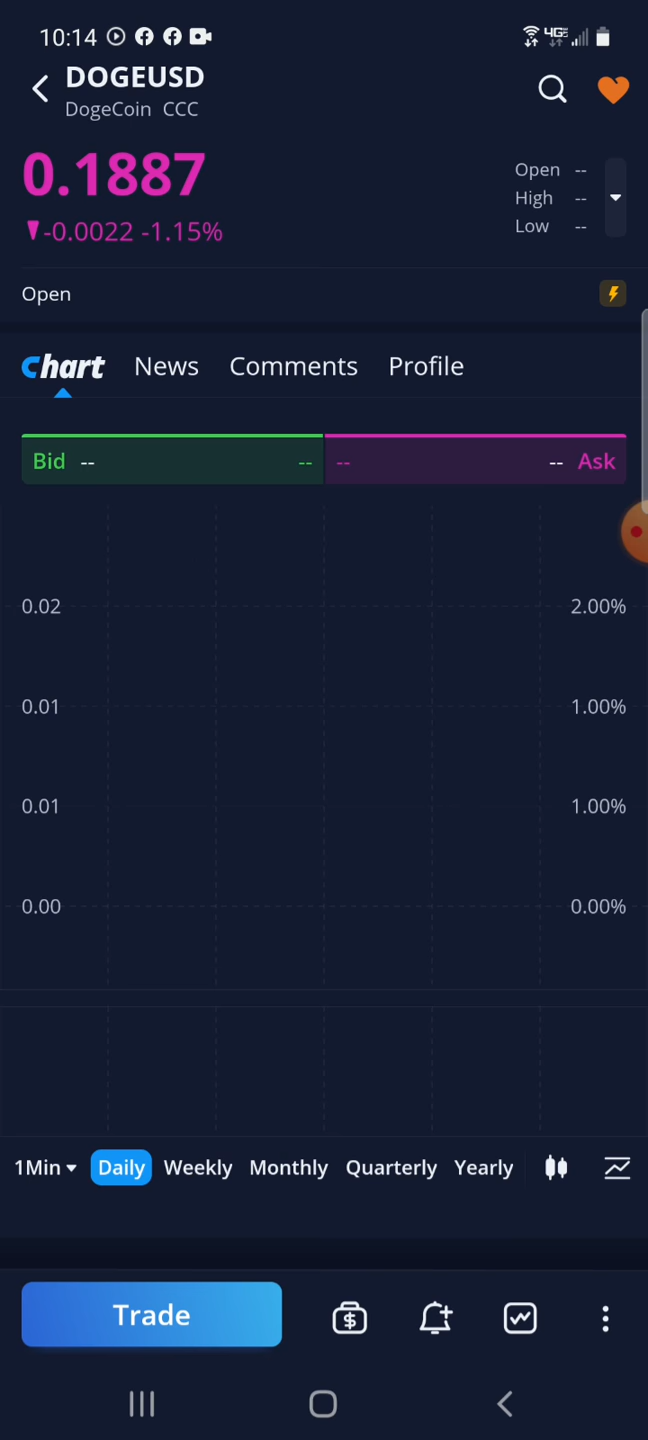 10:14 4G
DOGEUSD
DogeCoin CCC
0.1887
-0.0022 -1.15%
Open --
High --
Low --
Open
Chart News Comments Profile
Bid -- -- -- -- Ask
0.02 2.00%
0.01 1.00%
0.01 1.00%
0.00 0.00%
1Min Daily Weekly Monthly Quarterly Yearly
Trade